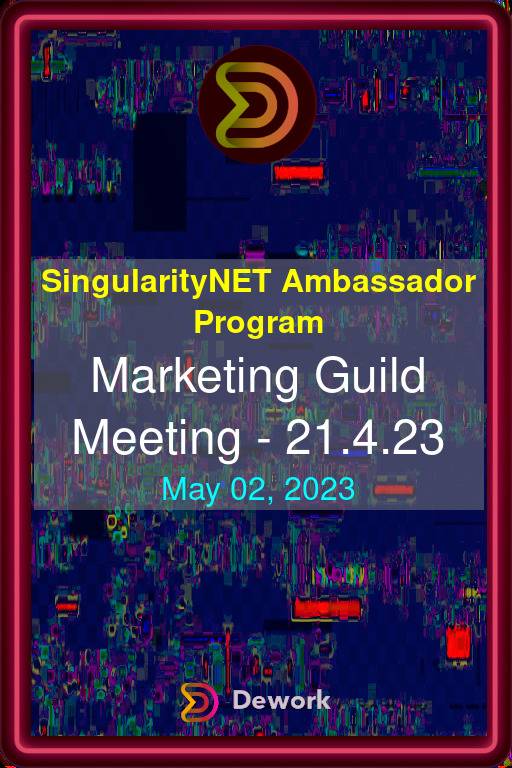 SingularityNET Ambassador
Program
Marketing Guild
Meeting - 21.4.23
May 02, 2023
Dework